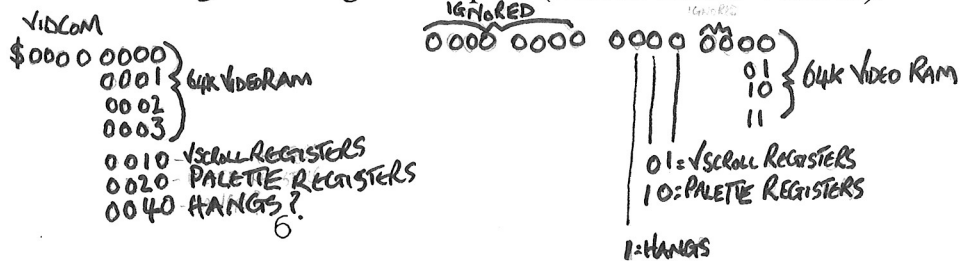 VIDCOM
$0000 0000
0001
0002
0003
64K VIDEO RAM
0010 - VSCROLL REGISTERS
0020 - PALETTE REGISTERS
0040 - HANGS?
6.
IGNORED
IGNORED
0000 0000 0000 0000
01
10
11
64K VIDEO RAM
01 = VSCROLL REGISTERS
10 = PALETTE REGISTERS
1 = HANGS